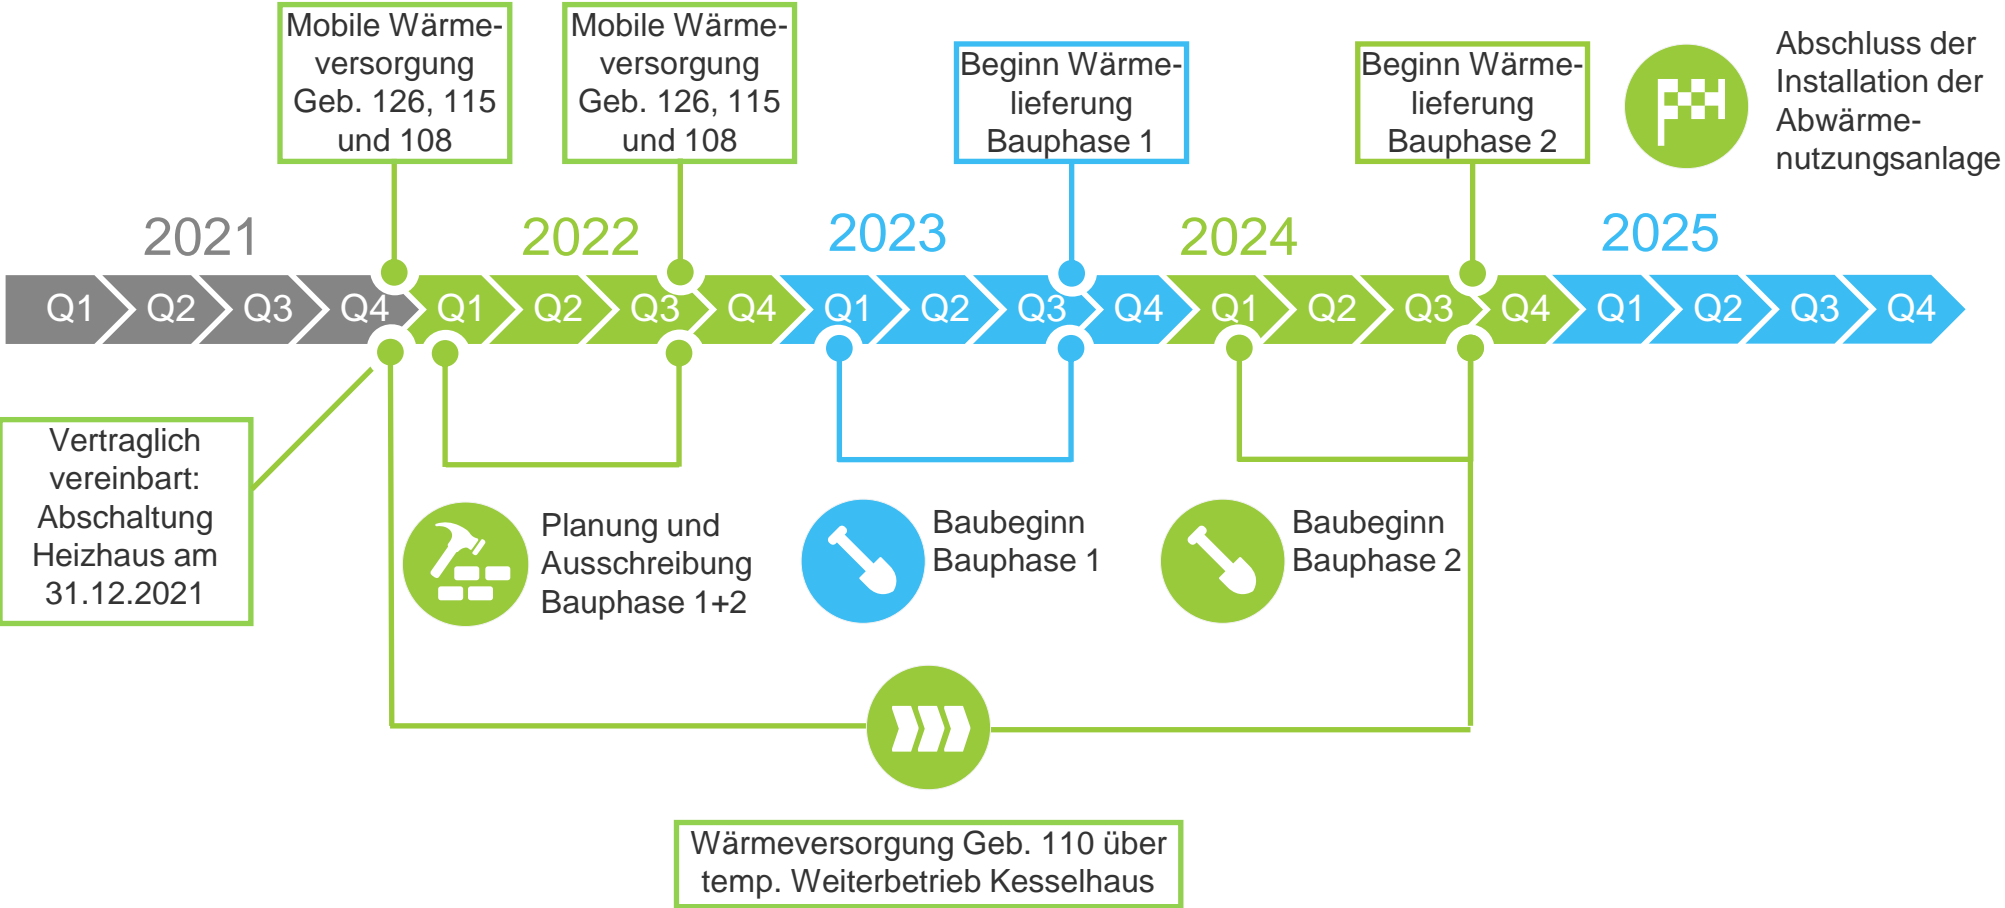 Mobile Wärme-
versorgung
Geb. 126, 115
und 108
Mobile Wärme-
versorgung
Geb. 126, 115
und 108
Beginn Wärme-
lieferung
Bauphase 1
Beginn Wärme-
lieferung
Bauphase 2
Abschluss der
Installation der
Abwärme-
nutzungsanlage
2021
2022
2023
2024
2025
Q1 Q2 Q3 Q4 Q1 Q2 Q3 Q4 Q1 Q2 Q3 Q4 Q1 Q2 Q3 Q4 Q1 Q2 Q3 Q4
Vertraglich
vereinbart:
Abschaltung
Heizhaus am
31.12.2021
Planung und
Ausschreibung
Bauphase 1+2
Baubeginn
Bauphase 1
Baubeginn
Bauphase 2
Wärmeversorgung Geb. 110 über
temp. Weiterbetrieb Kesselhaus